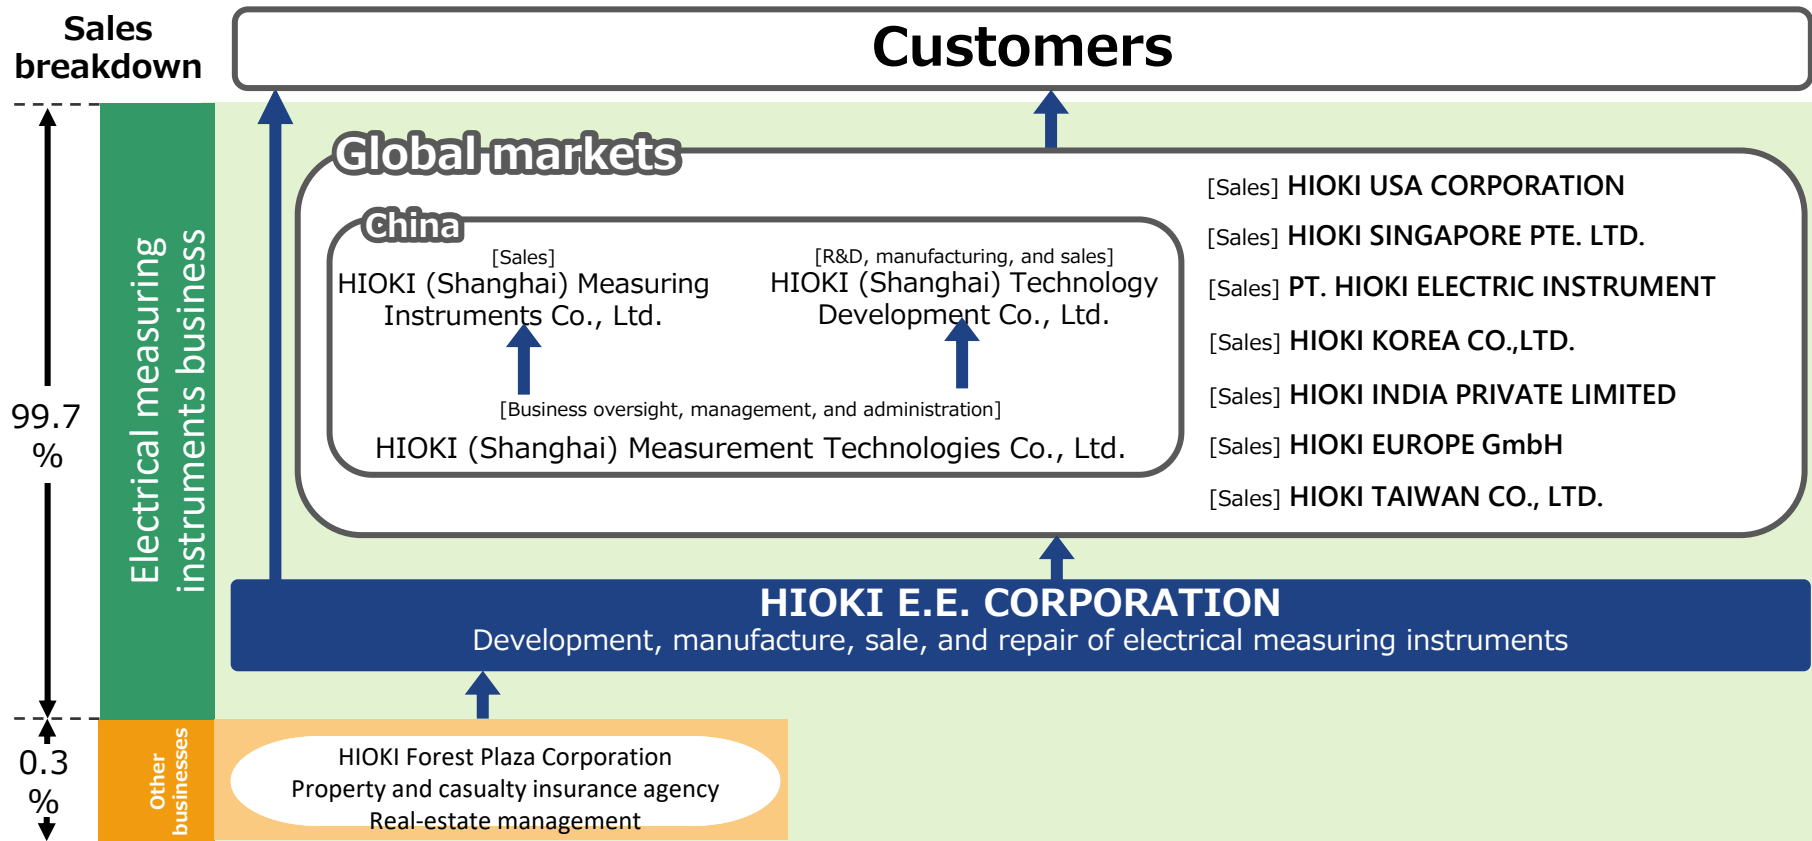 Sales
breakdown
Customers
99.7
%
Electrical measuring
instruments business
Global markets
China
[Sales]
HIOKI (Shanghai) Measuring
Instruments Co., Ltd.
[R&D, manufacturing, and sales]
HIOKI (Shanghai) Technology
Development Co., Ltd.
[Business oversight, management, and administration]
HIOKI (Shanghai) Measurement Technologies Co., Ltd.
[Sales] HIOKI USA CORPORATION
[Sales] HIOKI SINGAPORE PTE. LTD.
[Sales] PT. HIOKI ELECTRIC INSTRUMENT
[Sales] HIOKI KOREA CO.,LTD.
[Sales] HIOKI INDIA PRIVATE LIMITED
[Sales] HIOKI EUROPE GmbH
[Sales] HIOKI TAIWAN CO., LTD.
HIOKI E.E. CORPORATION
Development, manufacture, sale, and repair of electrical measuring instruments
0.3
%
Other
businesses
HIOKI Forest Plaza Corporation
Property and casualty insurance agency
Real-estate management